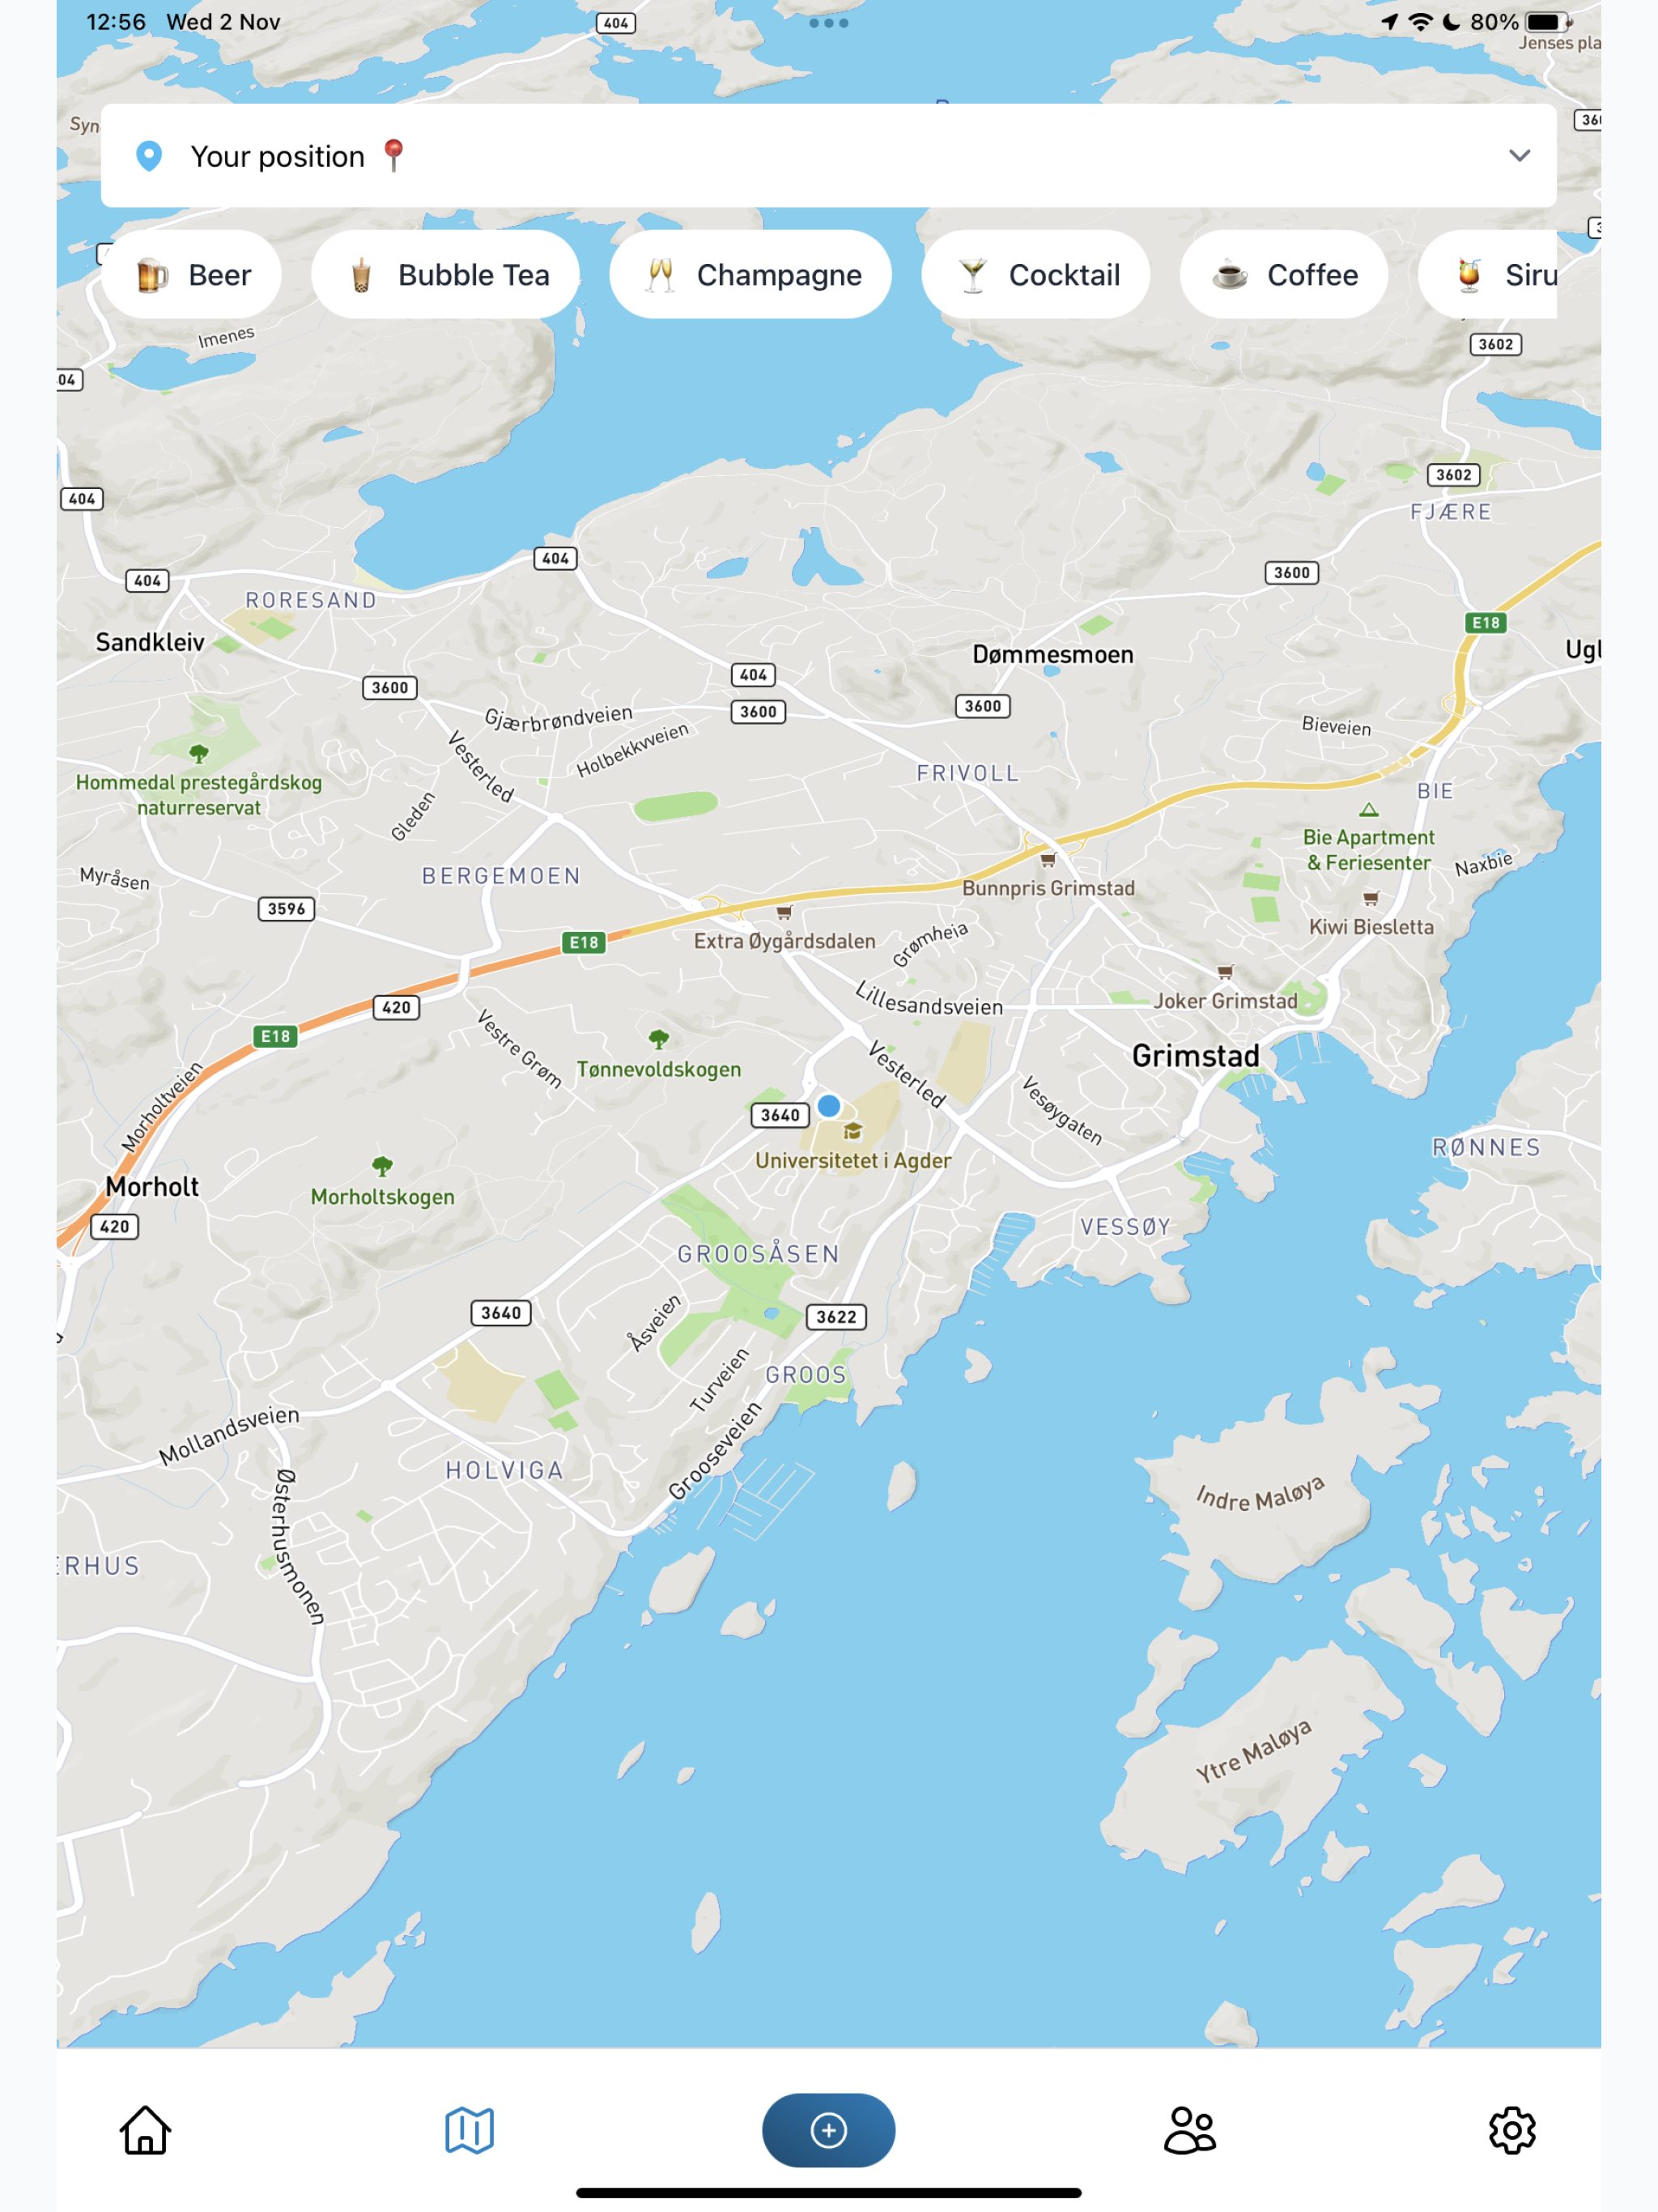 12:56 Wed 2 Nov
404
80%
Jenses pla
Syn
Your position
Beer
Bubble Tea
Champagne
Cocktail
Coffee
Siru
Imenes
3602
04
404
3602
FJÆRE
404
404
3600
RORESAND
E18
Sandkleiv
Dømmesmoen
Ugl
404
3600
3600
3600
Gjærbrøndveien
Bieveien
Vesterled
Holbekkveien
FRIVOLL
Hommedal prestegårdskog
naturreservat
BIE
Gleden
Bie Apartment
& Feriesenter
Naxbie
Myråsen
BERGEMOEN
Bunnpris Grimstad
3596
Kiwi Biesletta
E18
Extra Øygårdsdalen
Grømheia
420
Lillesandsveien
Joker Grimstad
E18
Vestre Grøm
Tønnevoldskogen
Vesterled
Grimstad
Morholtveien
3640
Vesøygaten
RØNNES
Universitetet i Agder
Morholt
Morholtskogen
420
VESSØY
GROOSÅSEN
3640
Åsveien
3622
Turveien
GROOS
Mollandsveien
Grooseveien
HOLVIGA
Indre Maløya
Østerhusmonen
ERHUS
Ytre Maløya